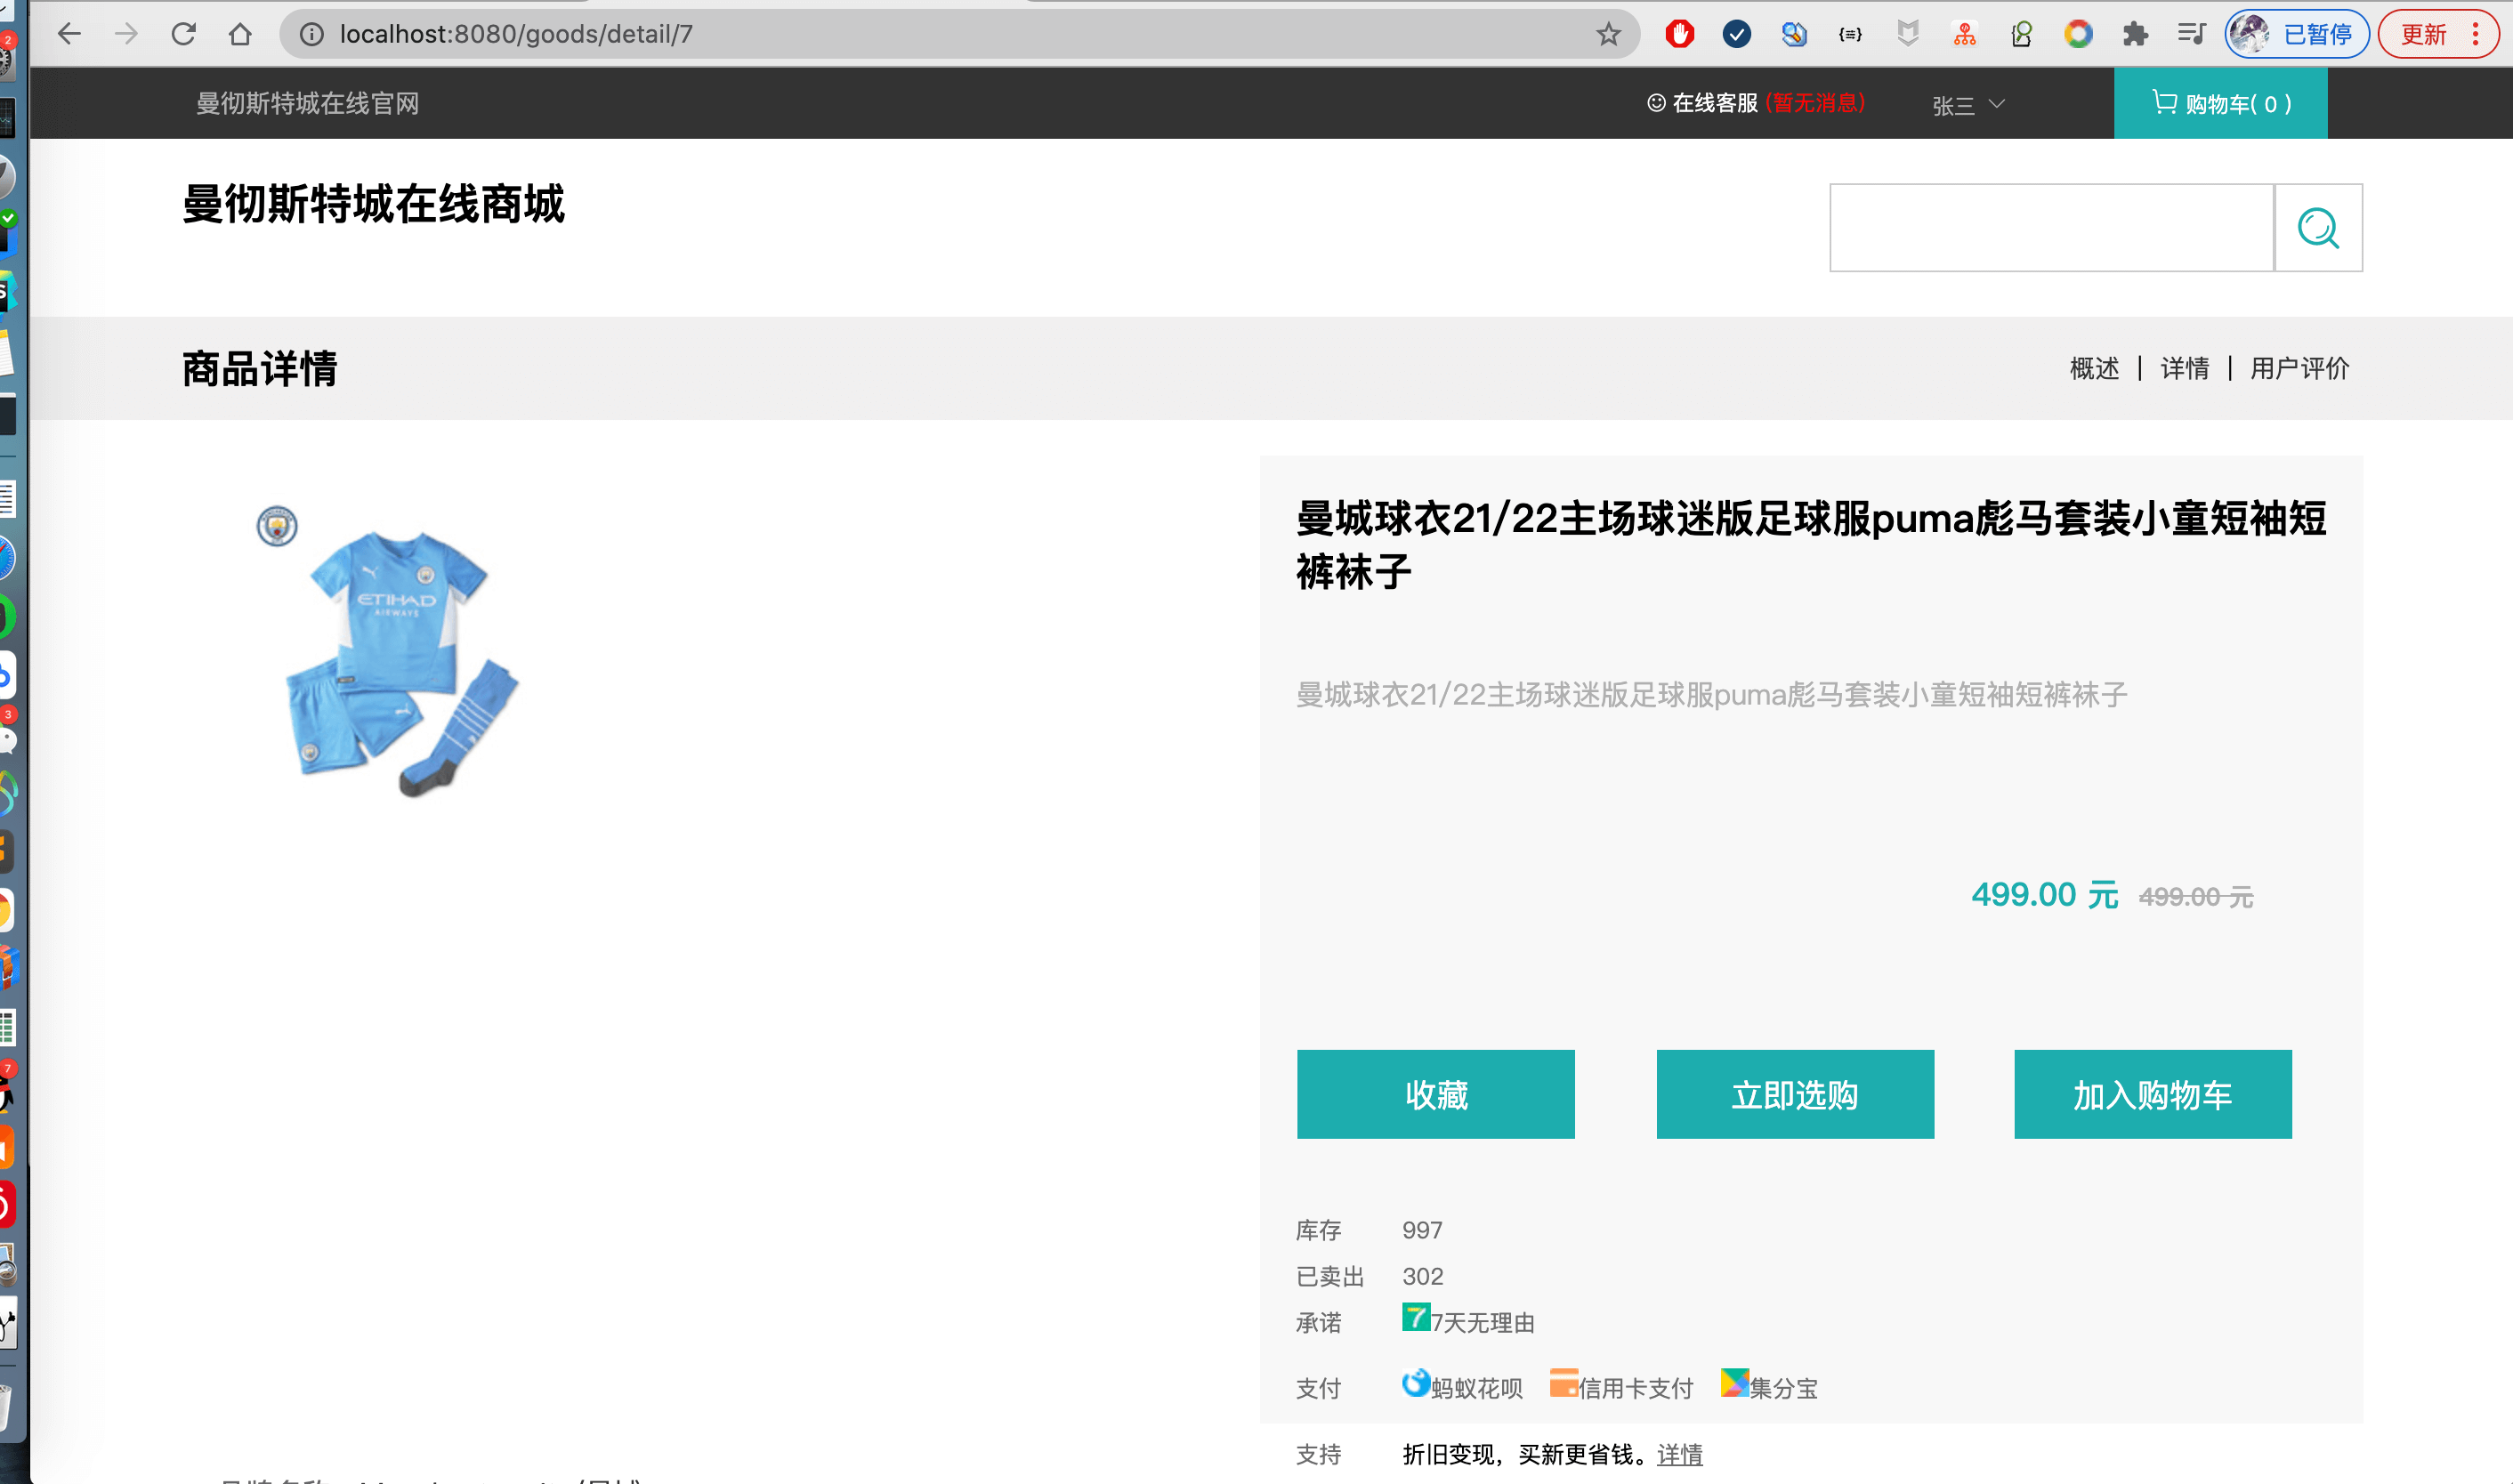 localhost:8080/goods/detail/7
已暂停
更新
曼彻斯特城在线官网
在线客服 (暂无消息)
张三
购物车( 0 )
曼彻斯特城在线商城
商品详情
概述 | 详情 | 用户评价
ETIHAD
AIRWAYS
曼城球衣21/22主场球迷版足球服puma彪马套装小童短袖短
裤袜子
曼城球衣21/22主场球迷版足球服puma彪马套装小童短袖短裤袜子
499.00 元 499.00 元
收藏
立即选购
加入购物车
库存 997
已卖出 302
承诺 7 7天无理由
支付 蚂蚁花呗 信用卡支付 集分宝
支持 折旧变现，买新更省钱。详情